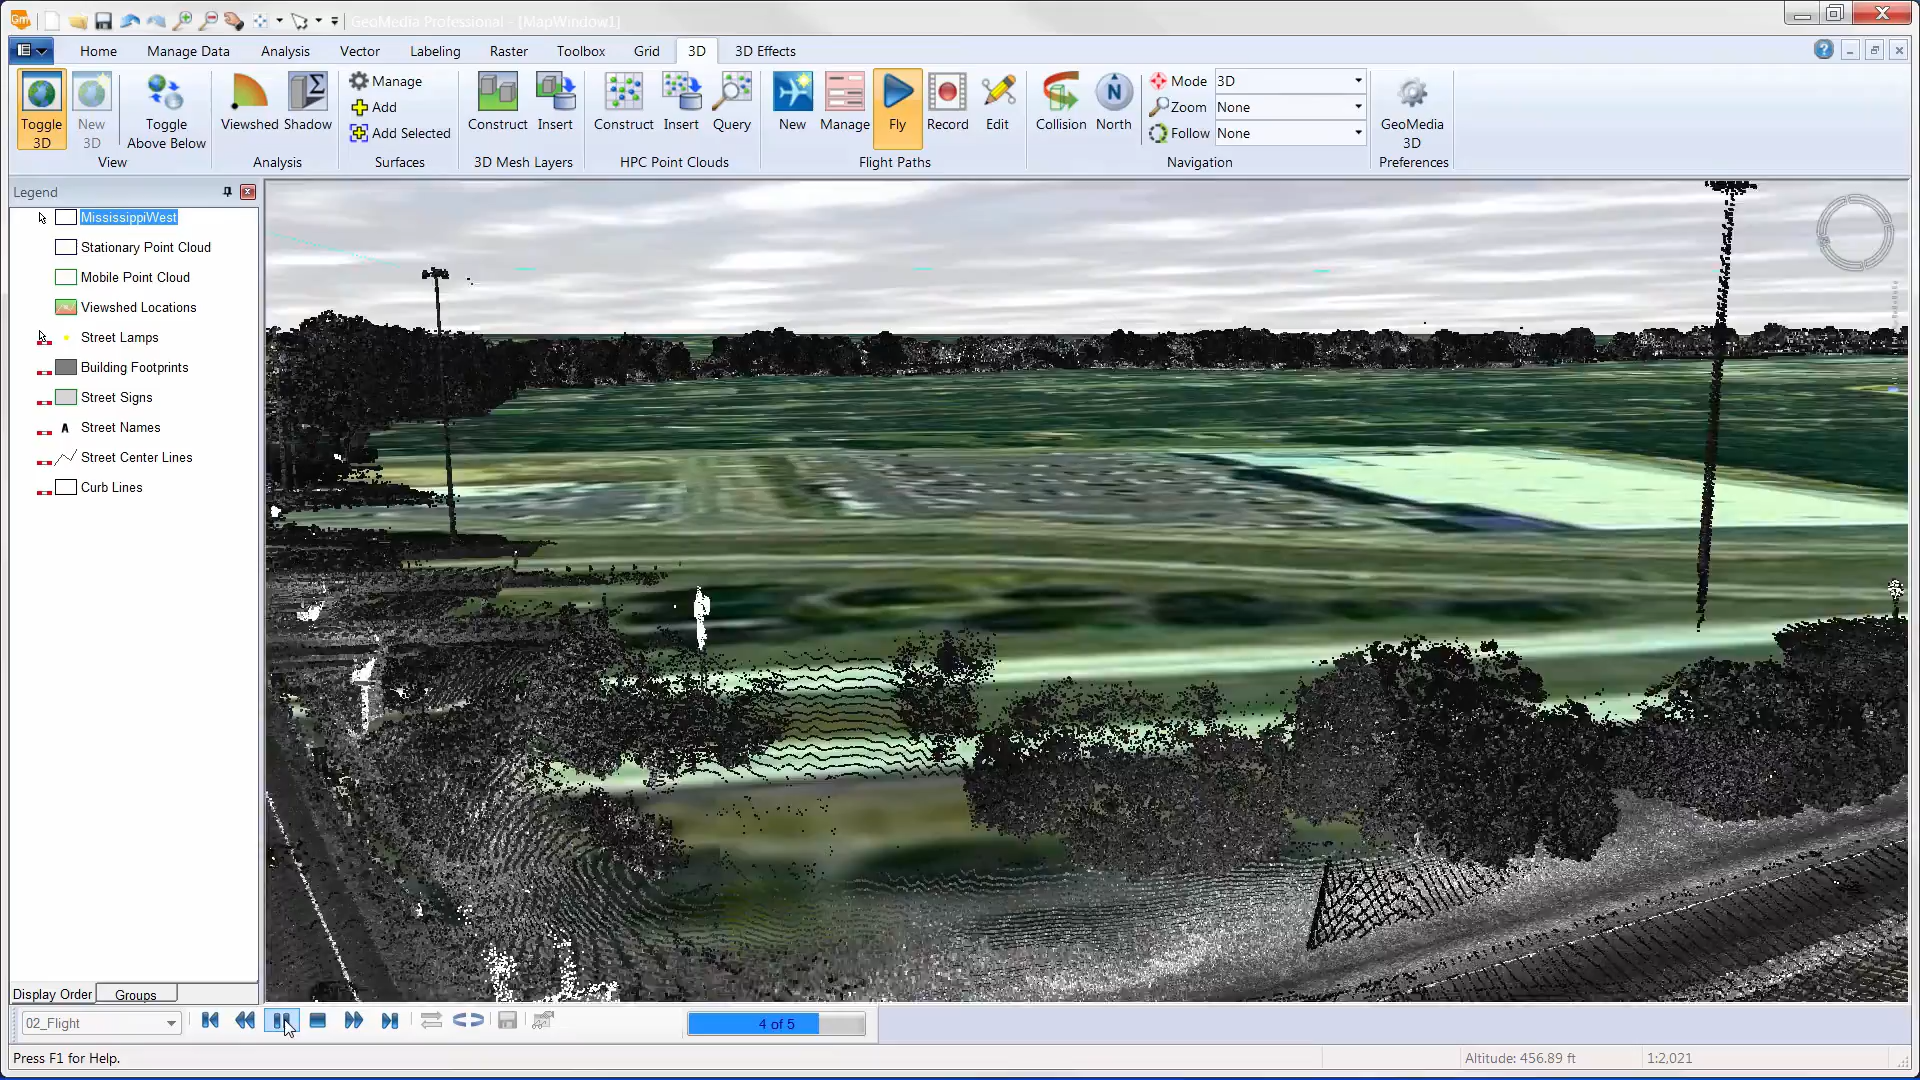 Gm
GeoMedia Professional - [MapWindow1]
Home
Manage Data
Analysis
Vector
Labeling
Raster
Toolbox
Grid
3D
3D Effects
Toggle 3D
New 3D
Toggle Above Below
View
Viewshed
Shadow
Analysis
Manage
Add
Add Selected
Surfaces
Construct
Insert
3D Mesh Layers
Construct
Insert
Query
HPC Point Clouds
New
Manage
Fly
Record
Edit
Flight Paths
Collision
North
Mode 3D
Zoom None
Follow None
Navigation
GeoMedia 3D
Preferences
Legend
MississippiWest
Stationary Point Cloud
Mobile Point Cloud
Viewshed Locations
Street Lamps
Building Footprints
Street Signs
A Street Names
Street Center Lines
Curb Lines
Display Order
Groups
02_Flight
4 of 5
Press F1 for Help.
Altitude: 456.89 ft
1:2,021